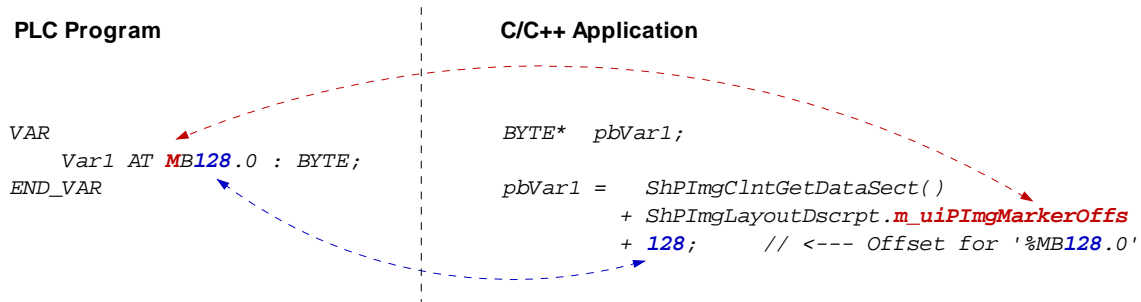 PLC Program
C/C++ Application
VAR
Var1 AT MB128.0 : BYTE;
END_VAR
BYTE* pbVar1;
pbVar1 = ShPImgClntGetDataSect()
+ ShPImgLayoutDscrpt.m_uiPImgMarkerOffs
+ 128; // <--- Offset for '%MB128.0'